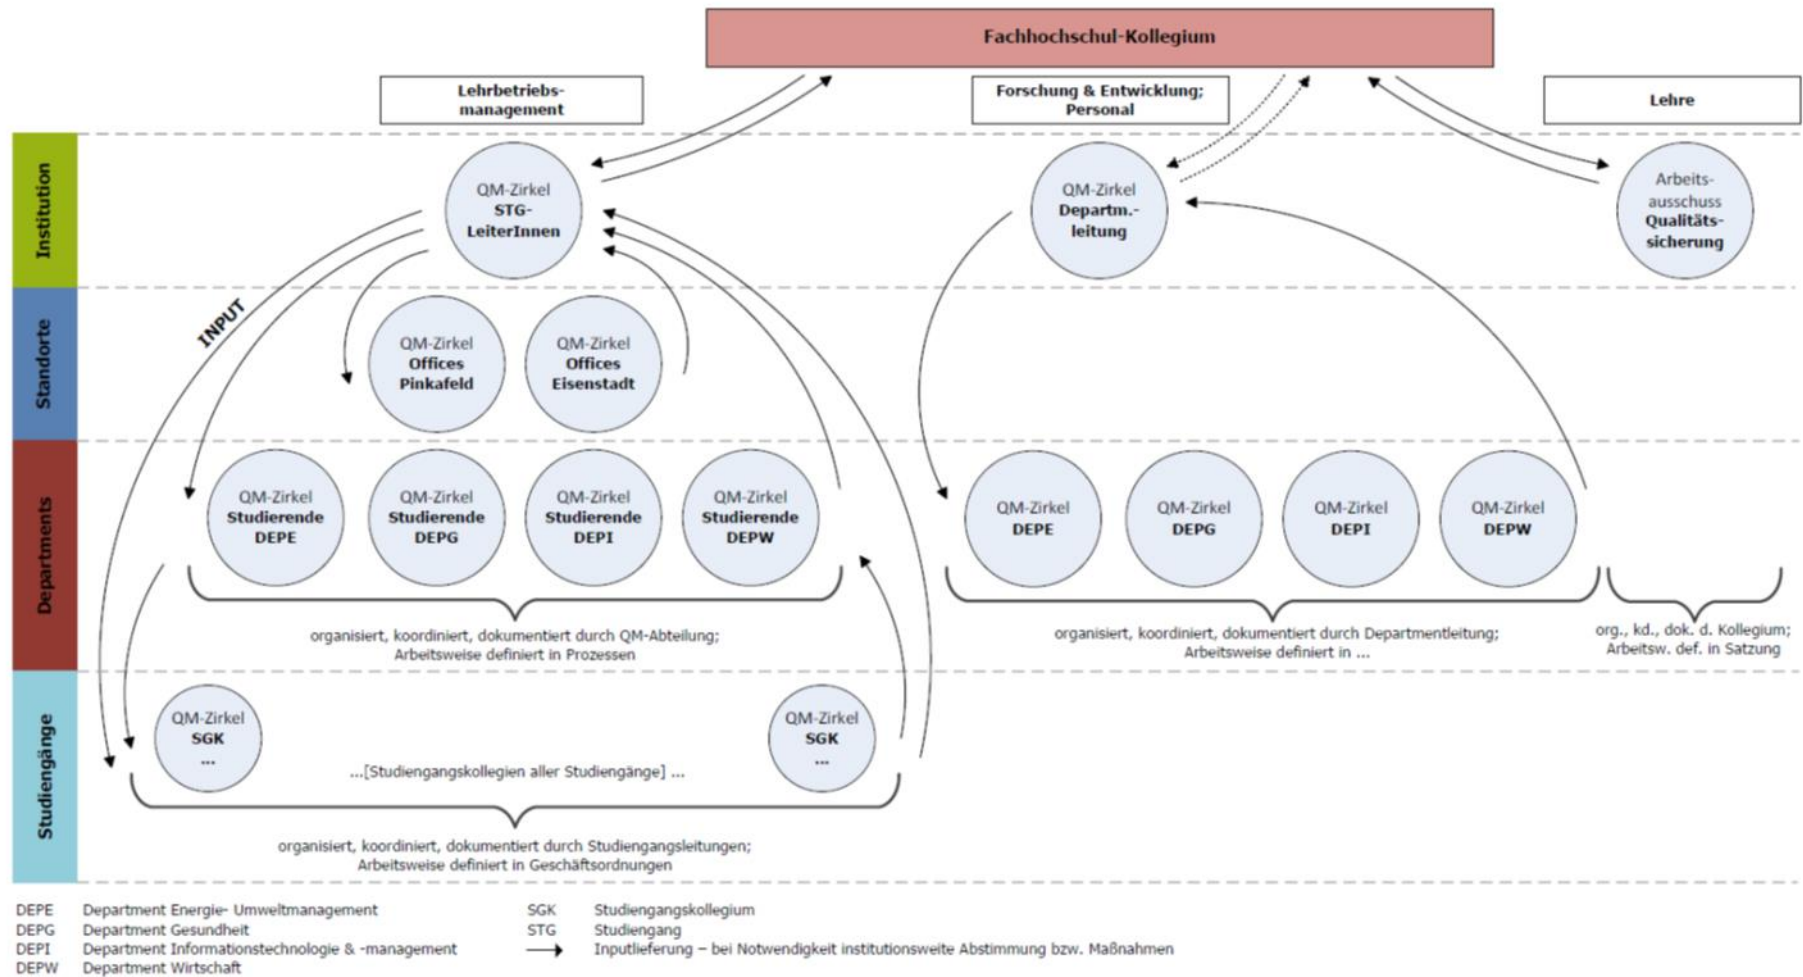 Fachhochschul-Kollegium
Lehrbetriebs-
management
Forschung & Entwicklung;
Personal
Lehre
Institution
QM-Zirkel
STG-
LeiterInnen
QM-Zirkel
Departm.-
leitung
Arbeits-
ausschuss
Qualitäts-
sicherung
INPUT
Standorte
QM-Zirkel
Offices
Pinkafeld
QM-Zirkel
Offices
Eisenstadt
Departments
QM-Zirkel
Studierende
DEPE
QM-Zirkel
Studierende
DEPG
QM-Zirkel
Studierende
DEPI
QM-Zirkel
Studierende
DEPW
QM-Zirkel
DEPE
QM-Zirkel
DEPG
QM-Zirkel
DEPI
QM-Zirkel
DEPW
organisiert, koordiniert, dokumentiert durch QM-Abteilung;
Arbeitsweise definiert in Prozessen
organisiert, koordiniert, dokumentiert durch Departmentleitung;
Arbeitsweise definiert in ...
org., kd., dok. d. Kollegium;
Arbeitsw. def. in Satzung
Studiengänge
QM-Zirkel
SGK
...
...[Studiengangskollegien aller Studiengänge] ...
QM-Zirkel
SGK
...
organisiert, koordiniert, dokumentiert durch Studiengangsleitungen;
Arbeitsweise definiert in Geschäftsordnungen
DEPE Department Energie- Umweltmanagement
DEPG Department Gesundheit
DEPI Department Informationstechnologie & -management
DEPW Department Wirtschaft
SGK Studiengangskollegium
STG Studiengang
Inputlieferung – bei Notwendigkeit institutionsweite Abstimmung bzw. Maßnahmen